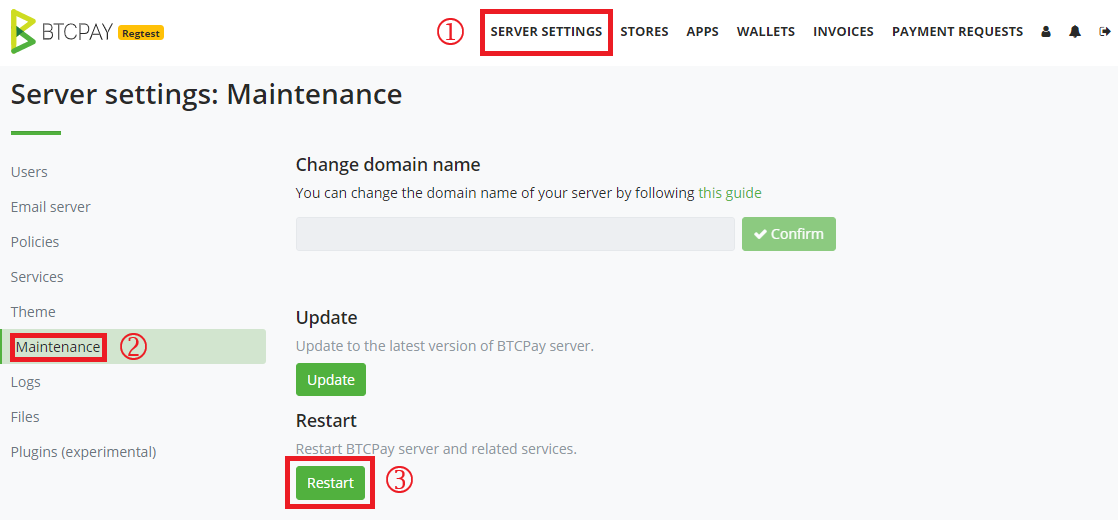 BTCPAY Regtest ① SERVER SETTINGS STORES APPS WALLETS INVOICES PAYMENT REQUESTS
Server settings: Maintenance
Users
Email server
Policies
Services
Theme
Maintenance ②
Logs
Files
Plugins (experimental)
Change domain name
You can change the domain name of your server by following this guide
Confirm
Update
Update to the latest version of BTCPay server.
Update
Restart
Restart BTCPay server and related services.
Restart ③